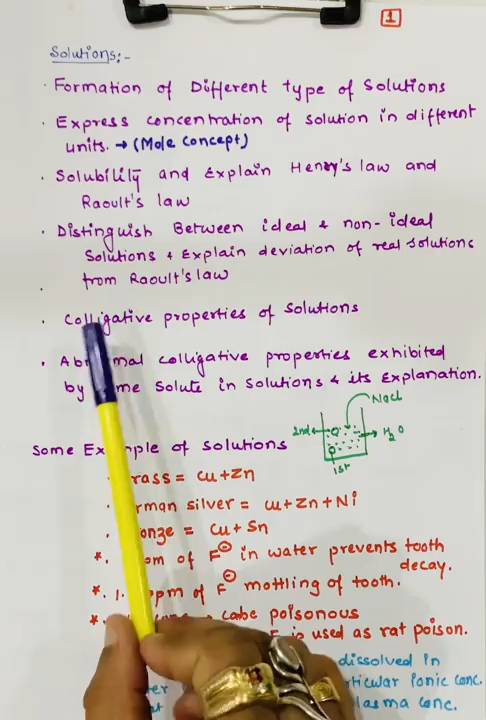 1
Solutions:-
· Formation of Different type of Solutions
· Express concentration of solution in different
units. → (Mole Concept)
· Solubility and Explain Henry's law and
Raoult's law
· Distinguish Between ideal & non-ideal
Solutions & Explain deviation of real solutions
from Raoult's law
· Colligative properties of Solutions
· mal colligative properties exhibited
by me Solute in Solutions & its explanation.
NaCl
2nd
H2O
1st
Some Example of Solutions
rass = Cu+Zn
rman silver = Cu+Zn+Ni
onze = Cu+Sn
*. of F⊖ in water prevents tooth
decay.
*. 1. ppm of F⊖ mottling of tooth.
*. → cabe poisonous
is used as rat poison.
dissolved in
rticular ionic conc.
lasma conc.